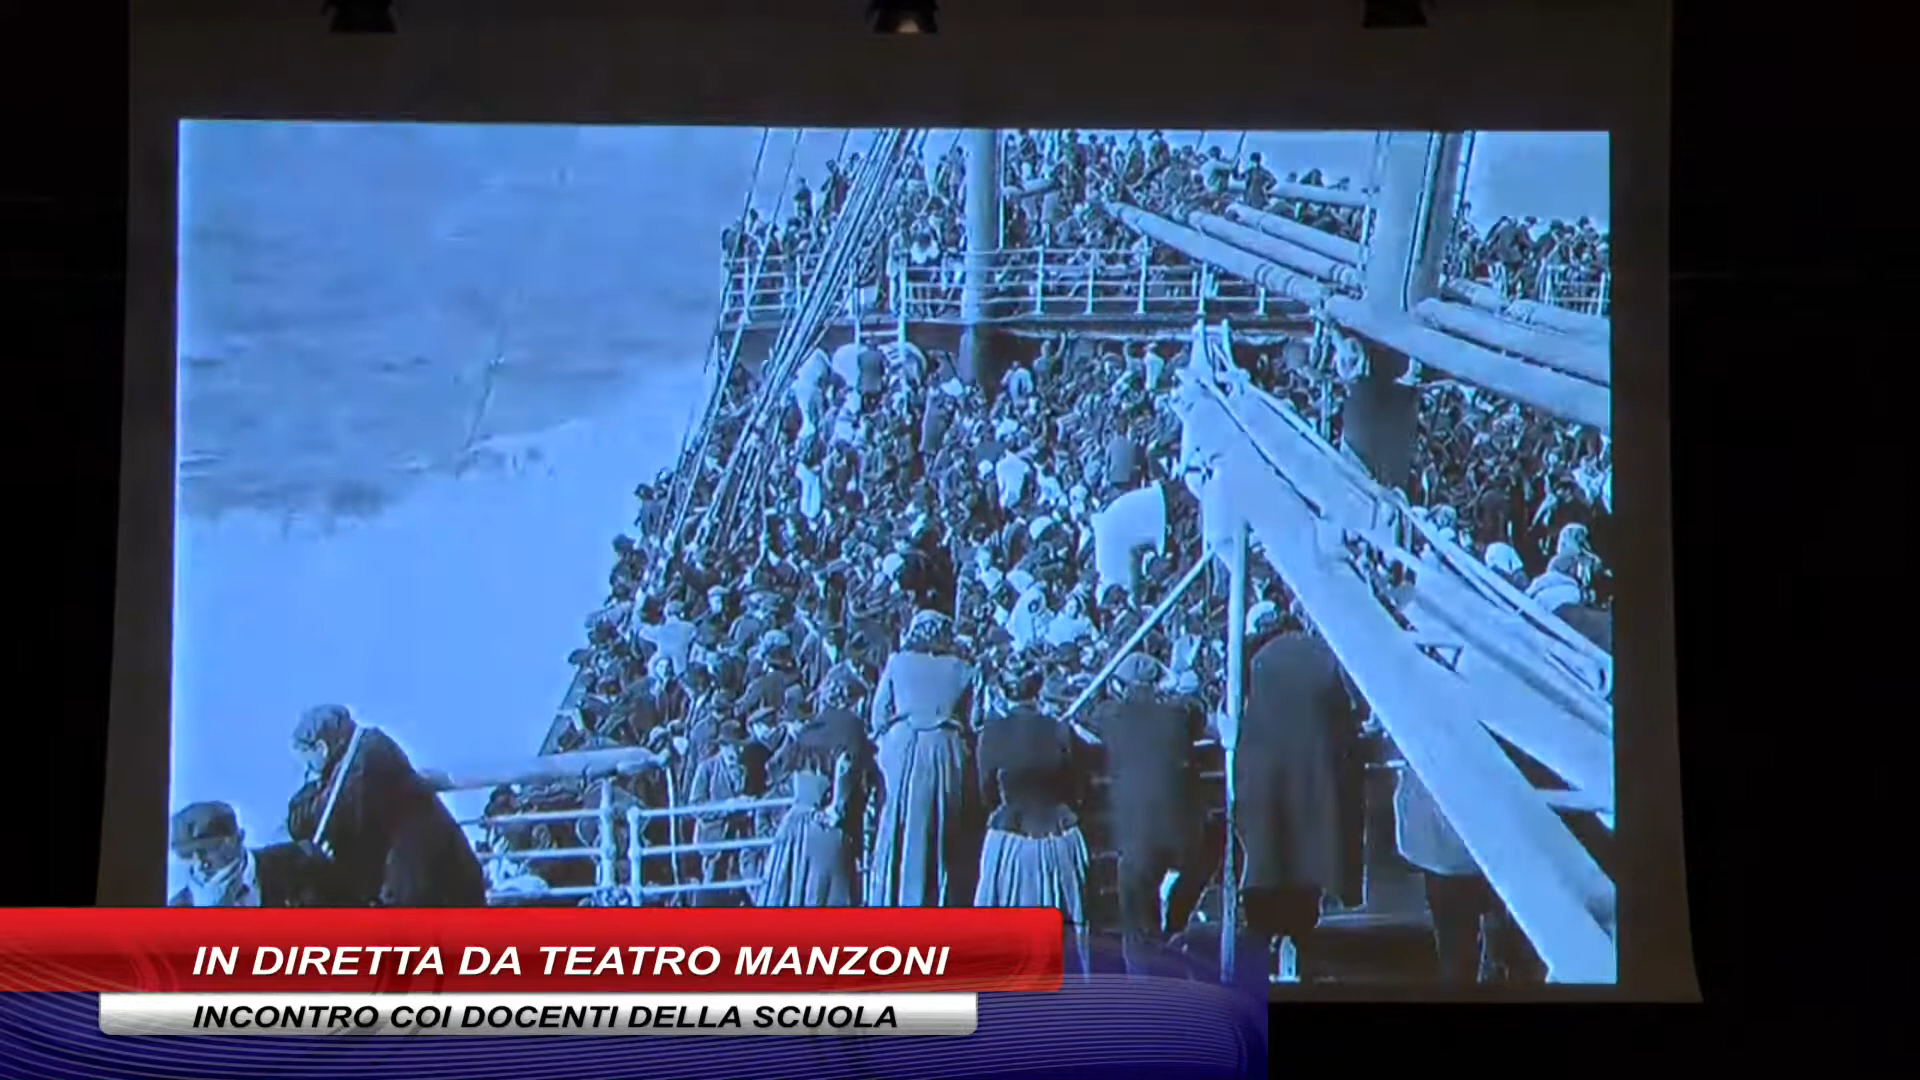 IN DIRETTA DA TEATRO MANZONI
INCONTRO COI DOCENTI DELLA SCUOLA